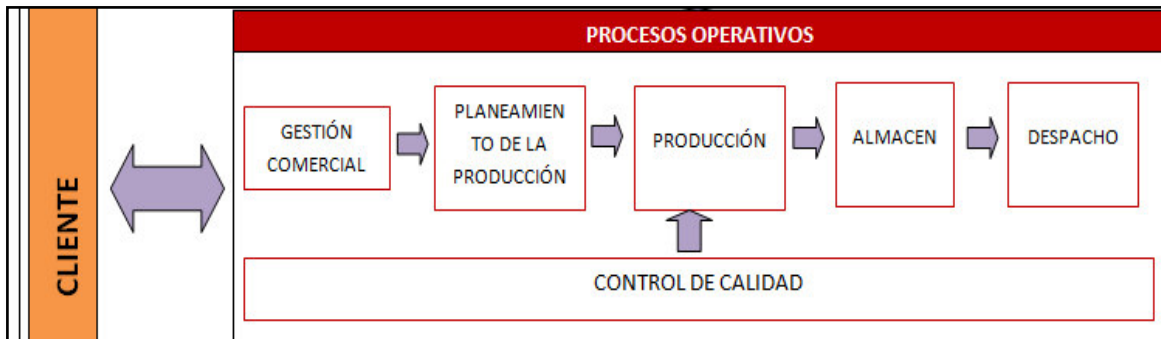 PROCESOS OPERATIVOS
CLIENTE
GESTIÓN
COMERCIAL
PLANEAMIEN
TO DE LA
PRODUCCIÓN
PRODUCCIÓN
ALMACEN
DESPACHO
CONTROL DE CALIDAD